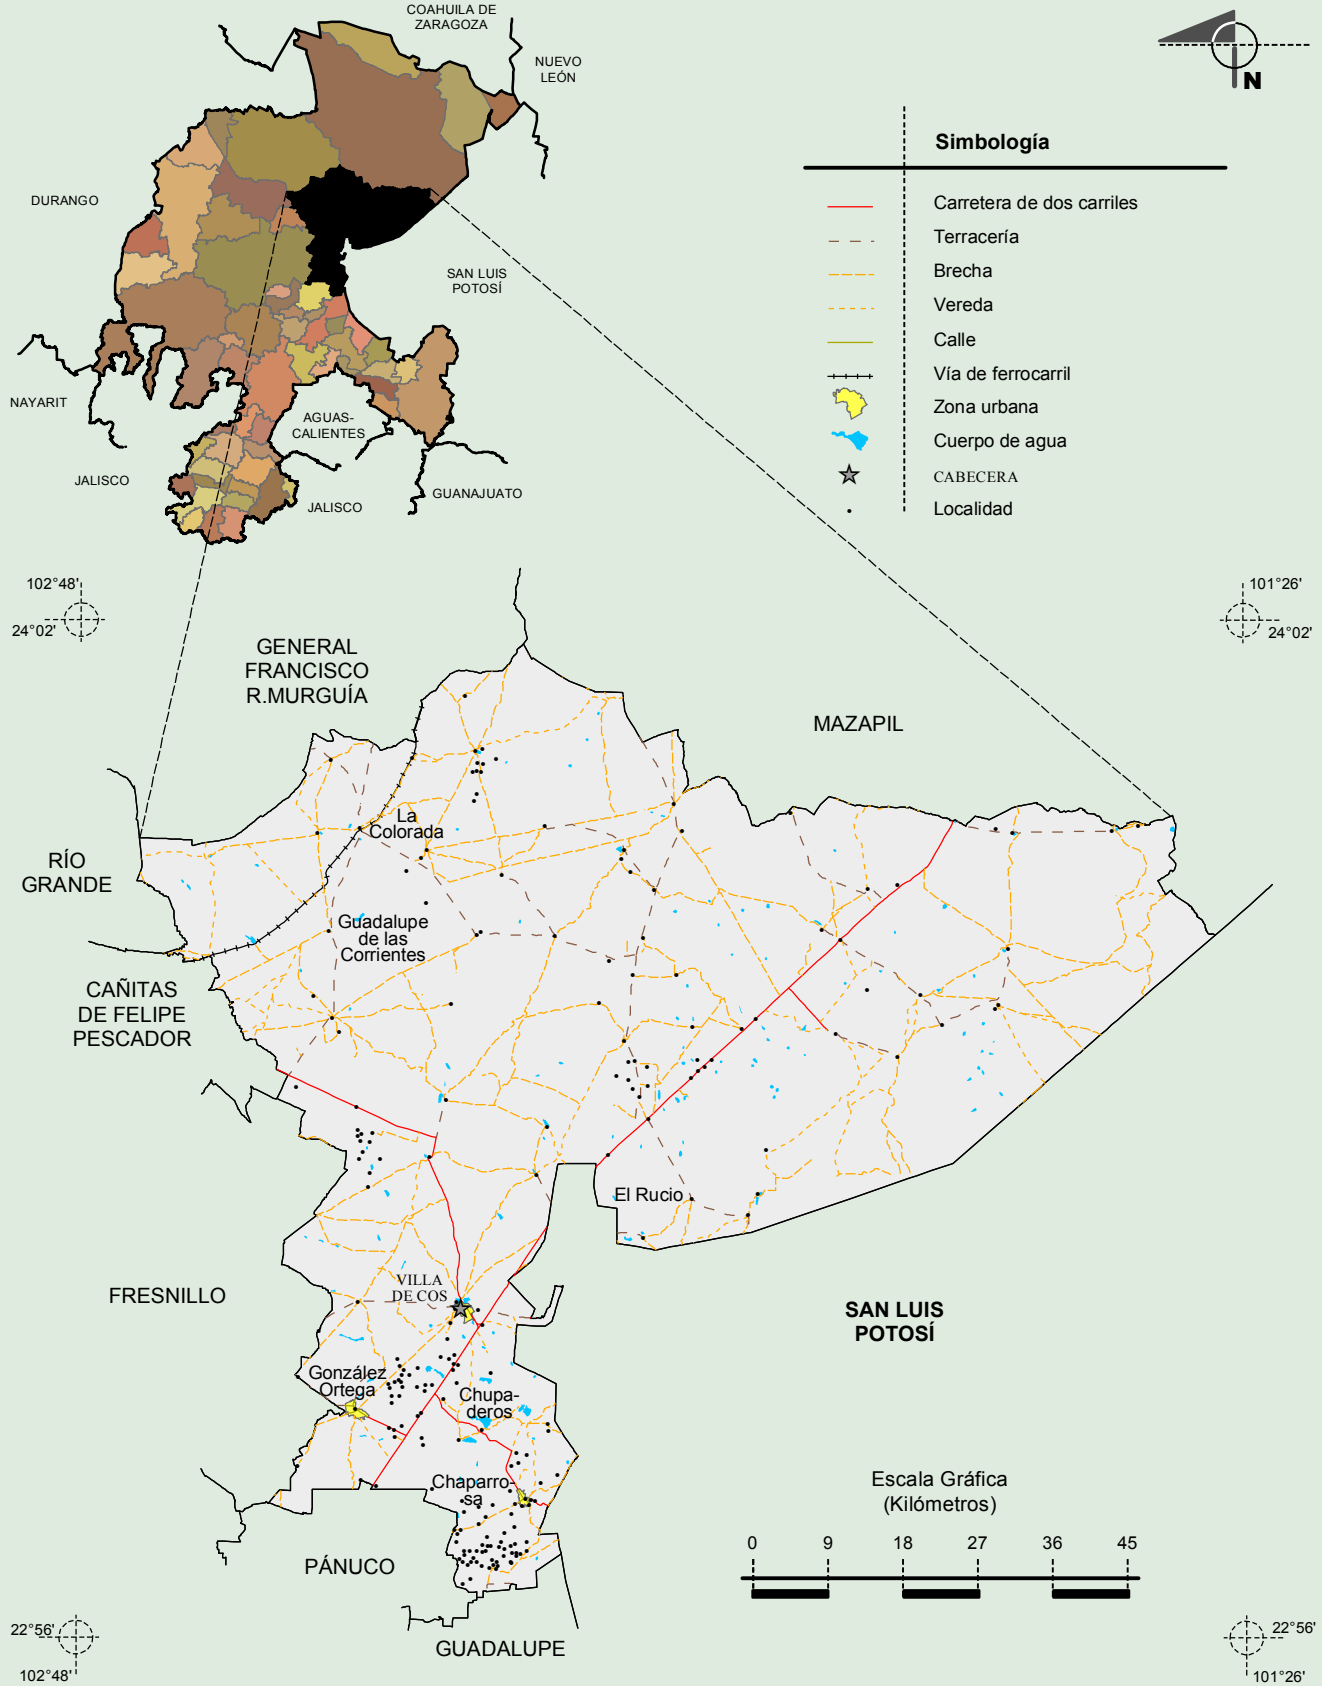 COAHUILA DE
ZARAGOZA
NUEVO
LEÓN
DURANGO
SAN LUIS
POTOSÍ
NAYARIT
AGUAS-
CALIENTES
JALISCO
JALISCO
GUANAJUATO
N
Simbología
Carretera de dos carriles
Terracería
Brecha
Vereda
Calle
Vía de ferrocarril
Zona urbana
Cuerpo de agua
CABECERA
Localidad
102°48'
24°02'
101°26'
24°02'
GENERAL
FRANCISCO
R.MURGUÍA
MAZAPIL
RÍO
GRANDE
La
Colorada
Guadalupe
de las
Corrientes
CAÑITAS
DE FELIPE
PESCADOR
El Rucio
FRESNILLO
VILLA
DE COS
SAN LUIS
POTOSÍ
González
Ortega
Chupa-
deros
Chaparro-
sa
PÁNUCO
GUADALUPE
Escala Gráfica
(Kilómetros)
0 9 18 27 36 45
22°56'
102°48'
22°56'
101°26'